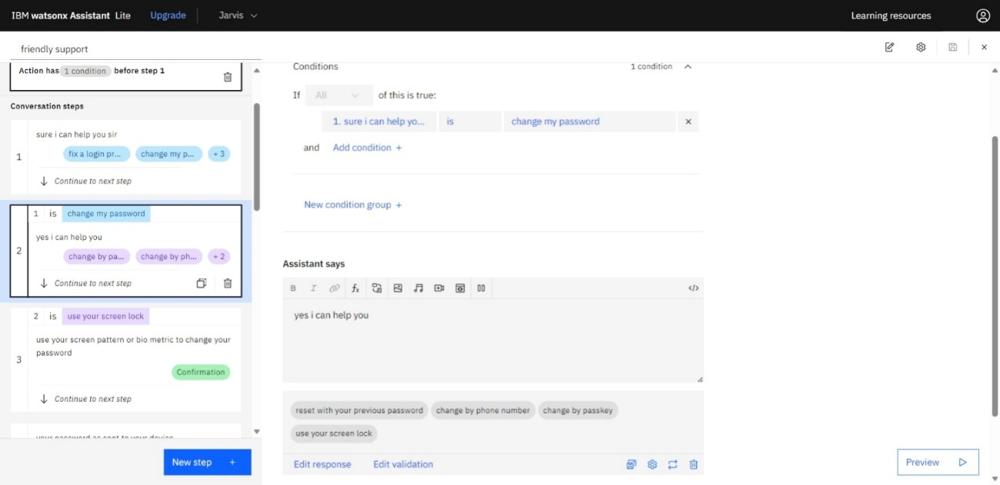 IBM watsonx Assistant Lite Upgrade Jarvis Learning resources
friendly support
Action has 1 condition before step 1
Conversation steps
1
sure i can help you sir
fix a login pr... change my p... + 3
Continue to next step
2
1 is change my password
yes i can help you
change by pa... change by ph... + 2
Continue to next step
3
2 is use your screen lock
use your screen pattern or bio metric to change your
password
Confirmation
Continue to next step
your password as sent to your device
New step +
Conditions 1 condition
If All of this is true:
1. sure i can help yo... is change my password ×
and Add condition +
New condition group +
Assistant says
B I fx </>
yes i can help you
reset with your previous password change by phone number change by passkey
use your screen lock
Edit response Edit validation
Preview